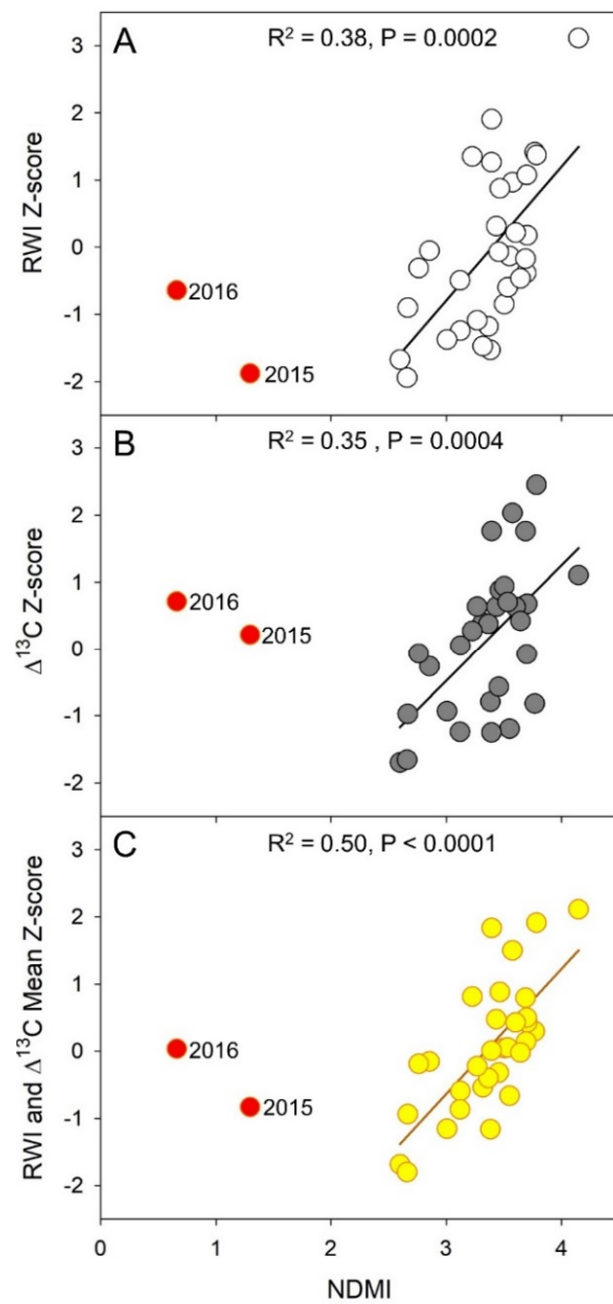 A
R² = 0.38, P = 0.0002
3
2
1
0
-1
-2
RWI Z-score
2016
2015
B
R² = 0.35 , P = 0.0004
3
2
1
0
-1
-2
Δ¹³C Z-score
2016
2015
C
R² = 0.50, P < 0.0001
3
2
1
0
-1
-2
RWI and Δ¹³C Mean Z-score
2016
2015
0 1 2 3 4
NDMI